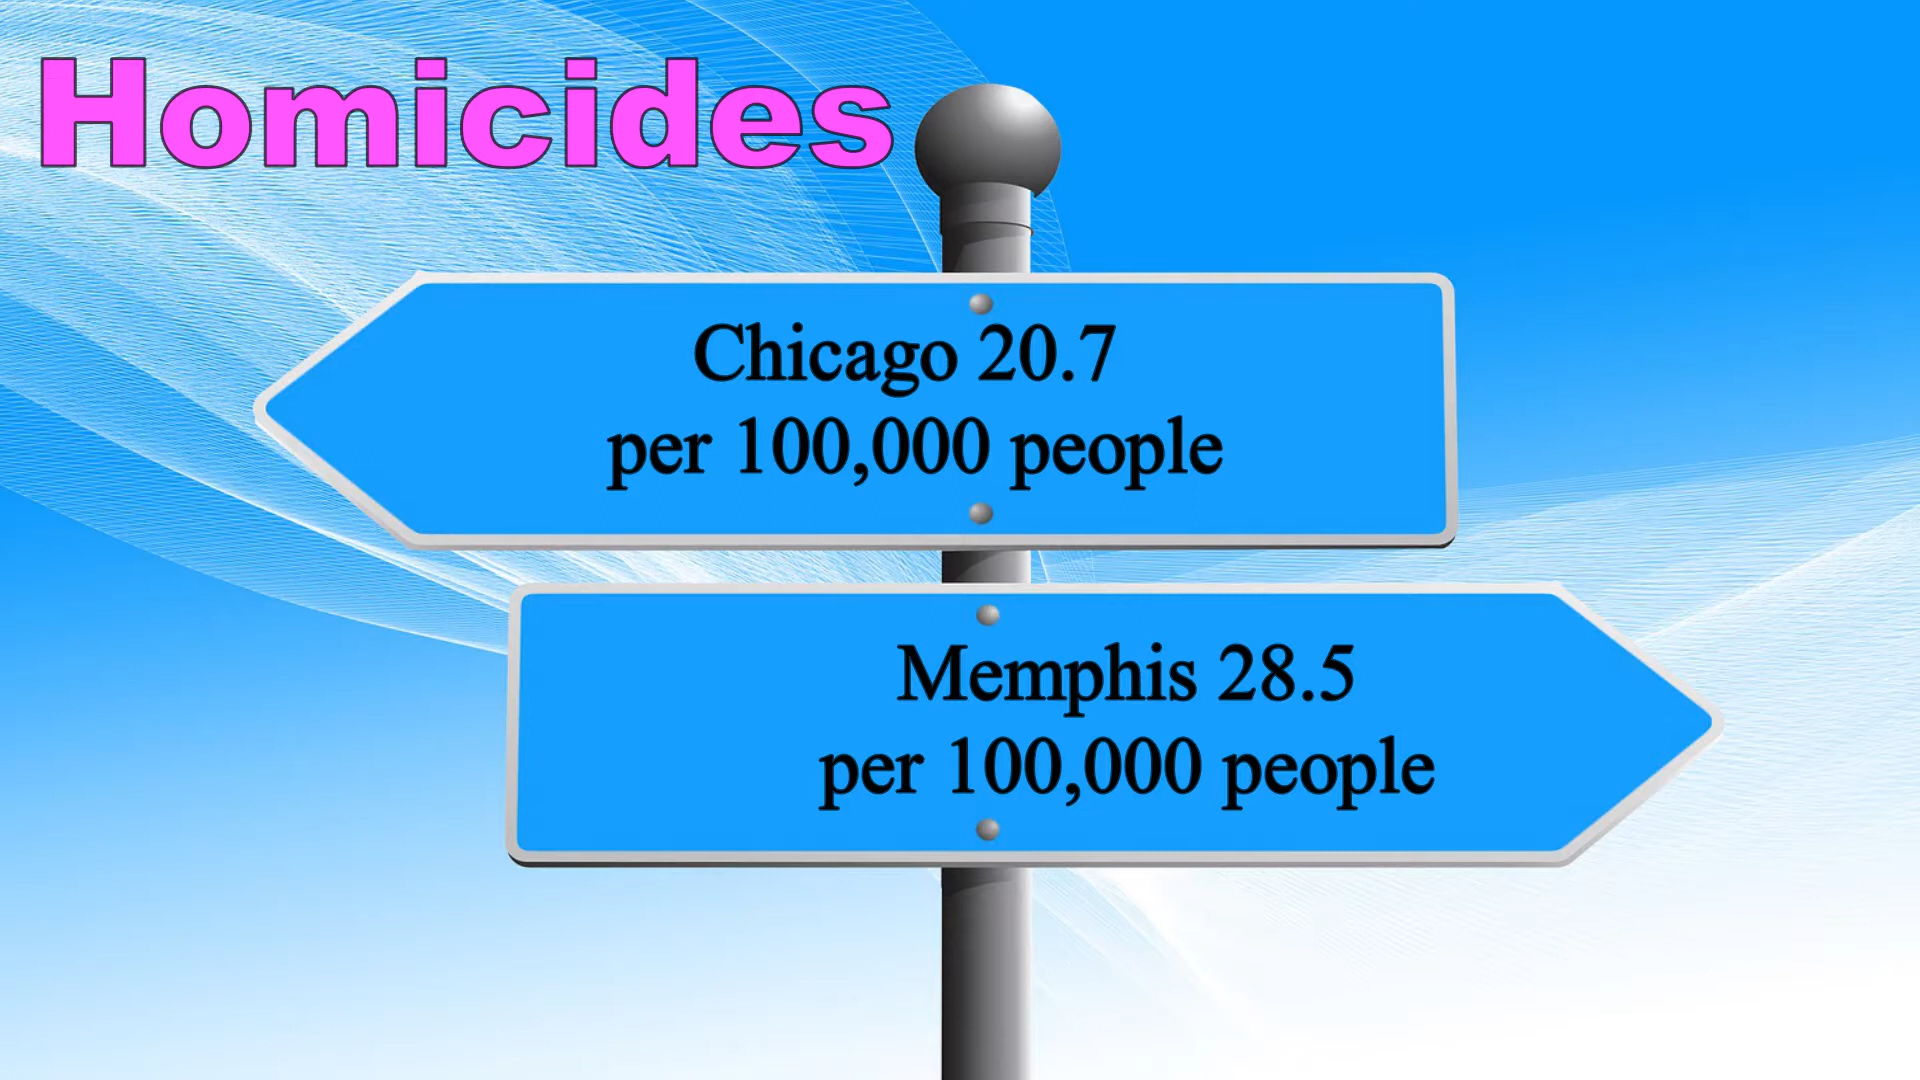 Homicides
Chicago 20.7
per 100,000 people
Memphis 28.5
per 100,000 people